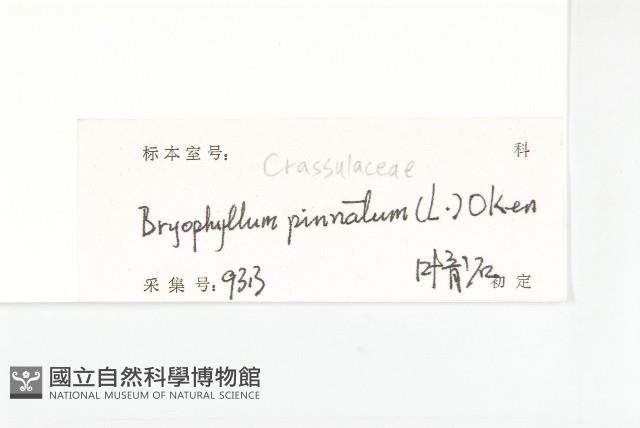 标本室号: Crassulaceae 科
Bryophyllum pinnatum (L.) Oken
采集号: 9313 初定
國立自然科學博物館
NATIONAL MUSEUM OF NATURAL SCIENCE